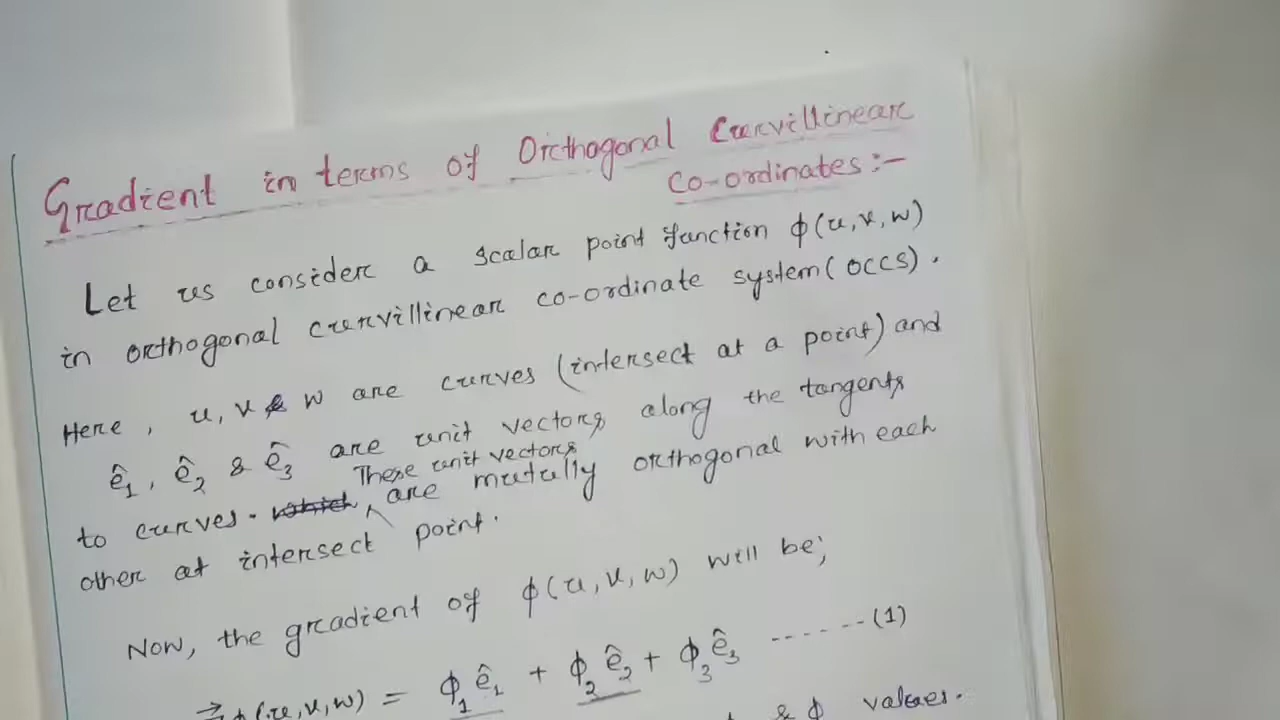 Gradient in terms of Orthogonal Curvillinear
Co-ordinates:-
Let us consider a scalar point function ϕ(u,v,w)
in orthogonal curvillinear co-ordinate system(OCCS).
Here, u, v & w are curves (intersect at a point) and
ê₁, ê₂ & ê₃ are unit vectors along the tangents
These unit vectors
to curves. ^ are mutully orthogonal with each
other at intersect point.
Now, the gradient of ϕ(u,v,w) will be;
ϕ(u,v,w) = ϕ₁ê₁ + ϕ₂ê₂ + ϕ₃ê₃ ------(1)
& ϕ values.